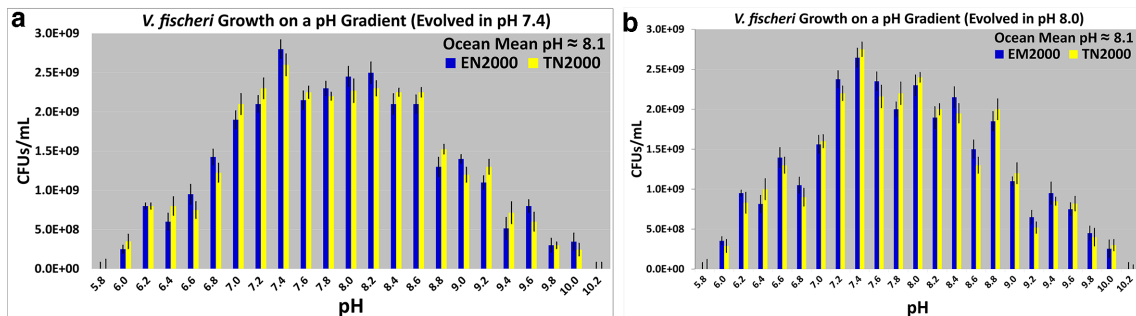 a
V. fischeri Growth on a pH Gradient (Evolved in pH 7.4)
Ocean Mean pH ≈ 8.1
EN2000 TN2000
CFUs/mL
3.0E+09
2.5E+09
2.0E+09
1.5E+09
1.0E+09
5.0E+08
0.0E+00
5.8 6.0 6.2 6.4 6.6 6.8 7.0 7.2 7.4 7.6 7.8 8.0 8.2 8.4 8.6 8.8 9.0 9.2 9.4 9.6 9.8 10.0 10.2
pH
b
V. fischeri Growth on a pH Gradient (Evolved in pH 8.0)
Ocean Mean pH ≈ 8.1
EM2000 TN2000
CFUs/mL
3.0E+09
2.5E+09
2.0E+09
1.5E+09
1.0E+09
5.0E+08
0.0E+00
5.8 6.0 6.2 6.4 6.6 6.8 7.0 7.2 7.4 7.6 7.8 8.0 8.2 8.4 8.6 8.8 9.0 9.2 9.4 9.6 9.8 10.0 10.2
pH